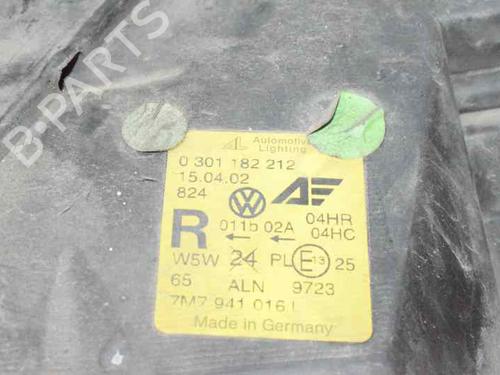 B-PARTS
AL Automotive
Lighting
0 301 182 212
15.04.02
824
04HR
R 011b 02A 04HC
W5W 24 PL E 13 25
65 ALN 9723
7M7 941 016
Made in Germany